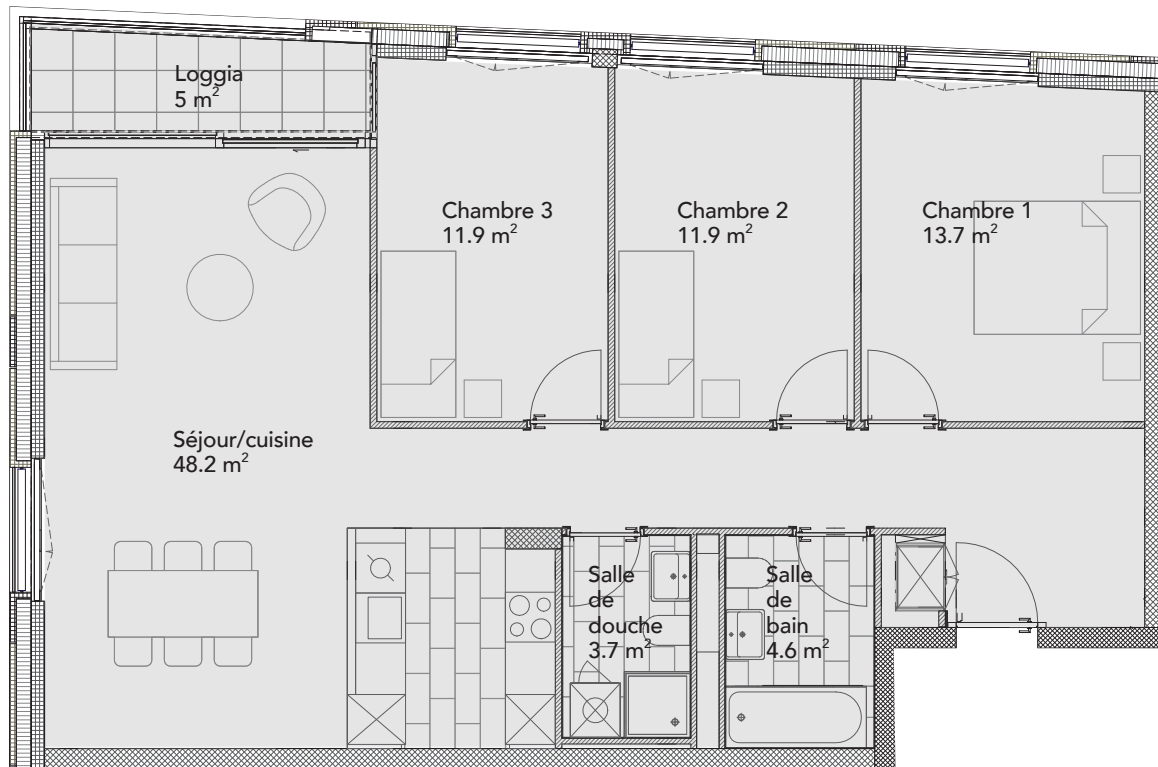 Loggia
5 m²
Chambre 3
11.9 m²
Chambre 2
11.9 m²
Chambre 1
13.7 m²
Séjour/cuisine
48.2 m²
Salle
de
douche
3.7 m²
Salle
de
bain
4.6 m²